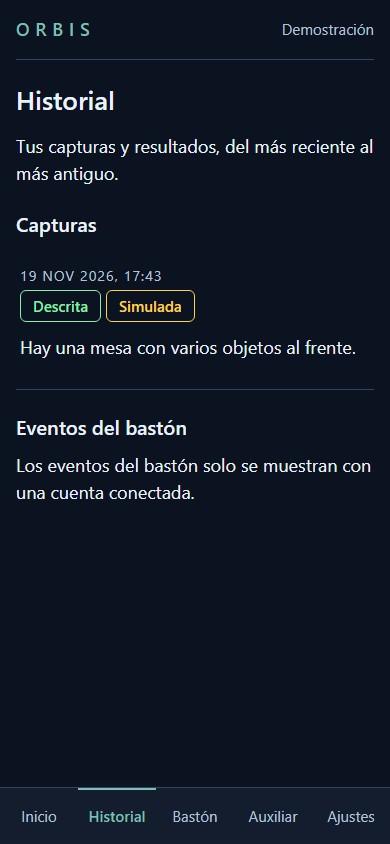 ORBIS
Demostración
Historial
Tus capturas y resultados, del más reciente al
más antiguo.
Capturas
19 NOV 2026, 17:43
Descrita
Simulada
Hay una mesa con varios objetos al frente.
Eventos del bastón
Los eventos del bastón solo se muestran con
una cuenta conectada.
Inicio
Historial
Bastón
Auxiliar
Ajustes